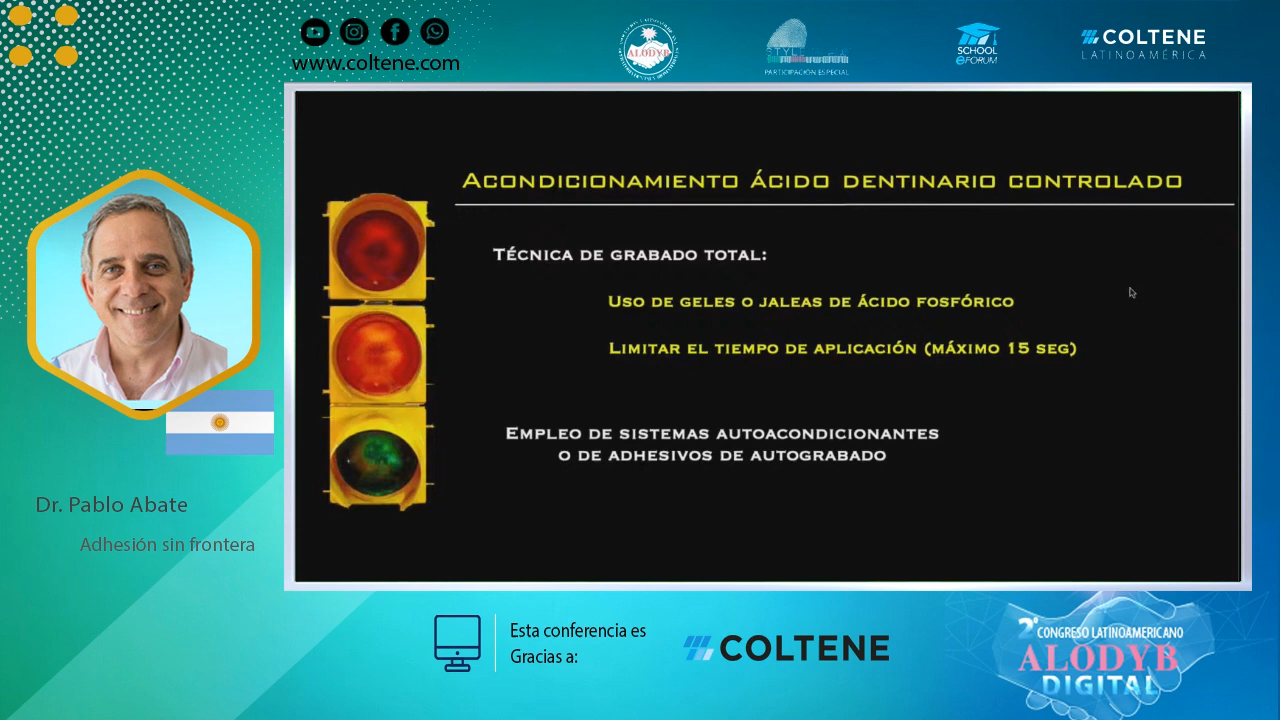 www.coltene.com
ALODYB
PARTICIPACIÓN ESPECIAL
SCHOOL
eFORUM
COLTENE
LATINOAMÉRICA
ACONDICIONAMIENTO ÁCIDO DENTINARIO CONTROLADO
TÉCNICA DE GRABADO TOTAL:
USO DE GELES O JALEAS DE ÁCIDO FOSFÓRICO
LIMITAR EL TIEMPO DE APLICACIÓN (MÁXIMO 15 SEG)
EMPLEO DE SISTEMAS AUTOACONDICIONANTES
O DE ADHESIVOS DE AUTOGRABADO
Dr. Pablo Abate
Adhesión sin frontera
Esta conferencia es
Gracias a:
COLTENE
2° CONGRESO LATINOAMERICANO
ALODYB
DIGITAL